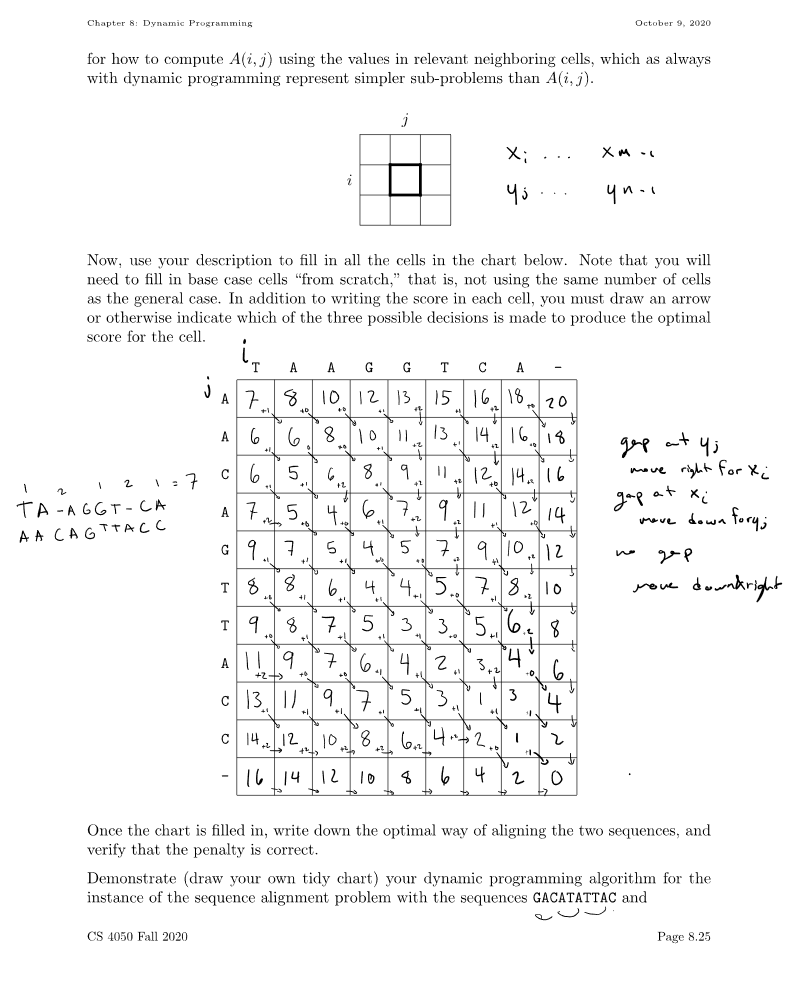 Chapter 8: Dynamic Programming October 9, 2020
for how to compute A(i, j) using the values in relevant neighboring cells, which as always
with dynamic programming represent simpler sub-problems than A(i, j).
j
i
xi ... xm-1
yj ... yn-1
Now, use your description to fill in all the cells in the chart below. Note that you will
need to fill in base case cells “from scratch,” that is, not using the same number of cells
as the general case. In addition to writing the score in each cell, you must draw an arrow
or otherwise indicate which of the three possible decisions is made to produce the optimal
score for the cell.
i
T A A G G T C A -
j
A 7 8 10 12 13 15 16 18 20
A 6 6 8 10 11 13 14 16 18
C 6 5 6 8 9 11 12 14 16
A 7 5 4 6 7 9 11 12 14
G 9 7 5 4 5 7 9 10 12
T 8 8 6 4 4 5 7 8 10
T 9 8 7 5 3 3 5 6 8
A 11 9 7 6 4 2 3 4 6
C 13 11 9 7 5 3 1 3 4
C 14 12 10 8 6 4 2 1 2
- 16 14 12 10 8 6 4 2 0
1 2 1 2 1 = 7
TA-AGGT-CA
AACAGTTACC
gap at yj
move right for xi
gap at xi
move down for yj
no gap
move down&right
Once the chart is filled in, write down the optimal way of aligning the two sequences, and
verify that the penalty is correct.
Demonstrate (draw your own tidy chart) your dynamic programming algorithm for the
instance of the sequence alignment problem with the sequences GACATATTAC and
CS 4050 Fall 2020 Page 8.25